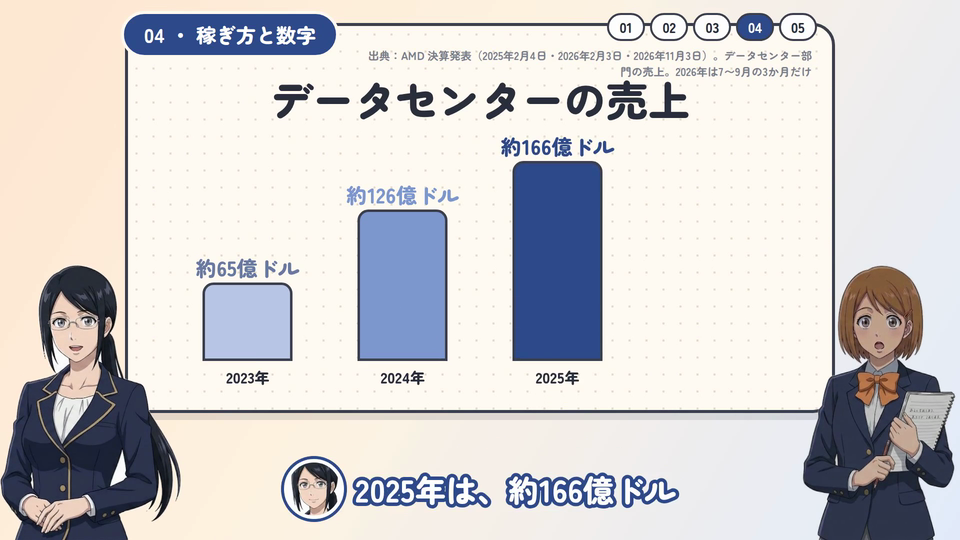 04 ・ 稼ぎ方と数字
01 02 03 04 05
出典：AMD 決算発表（2025年2月4日・2026年2月3日・2026年11月3日）。データセンター部
門の売上。2026年は7〜9月の3か月だけ
データセンターの売上
約65億ドル
約126億ドル
約166億ドル
2023年
2024年
2025年
2025年は、約166億ドル